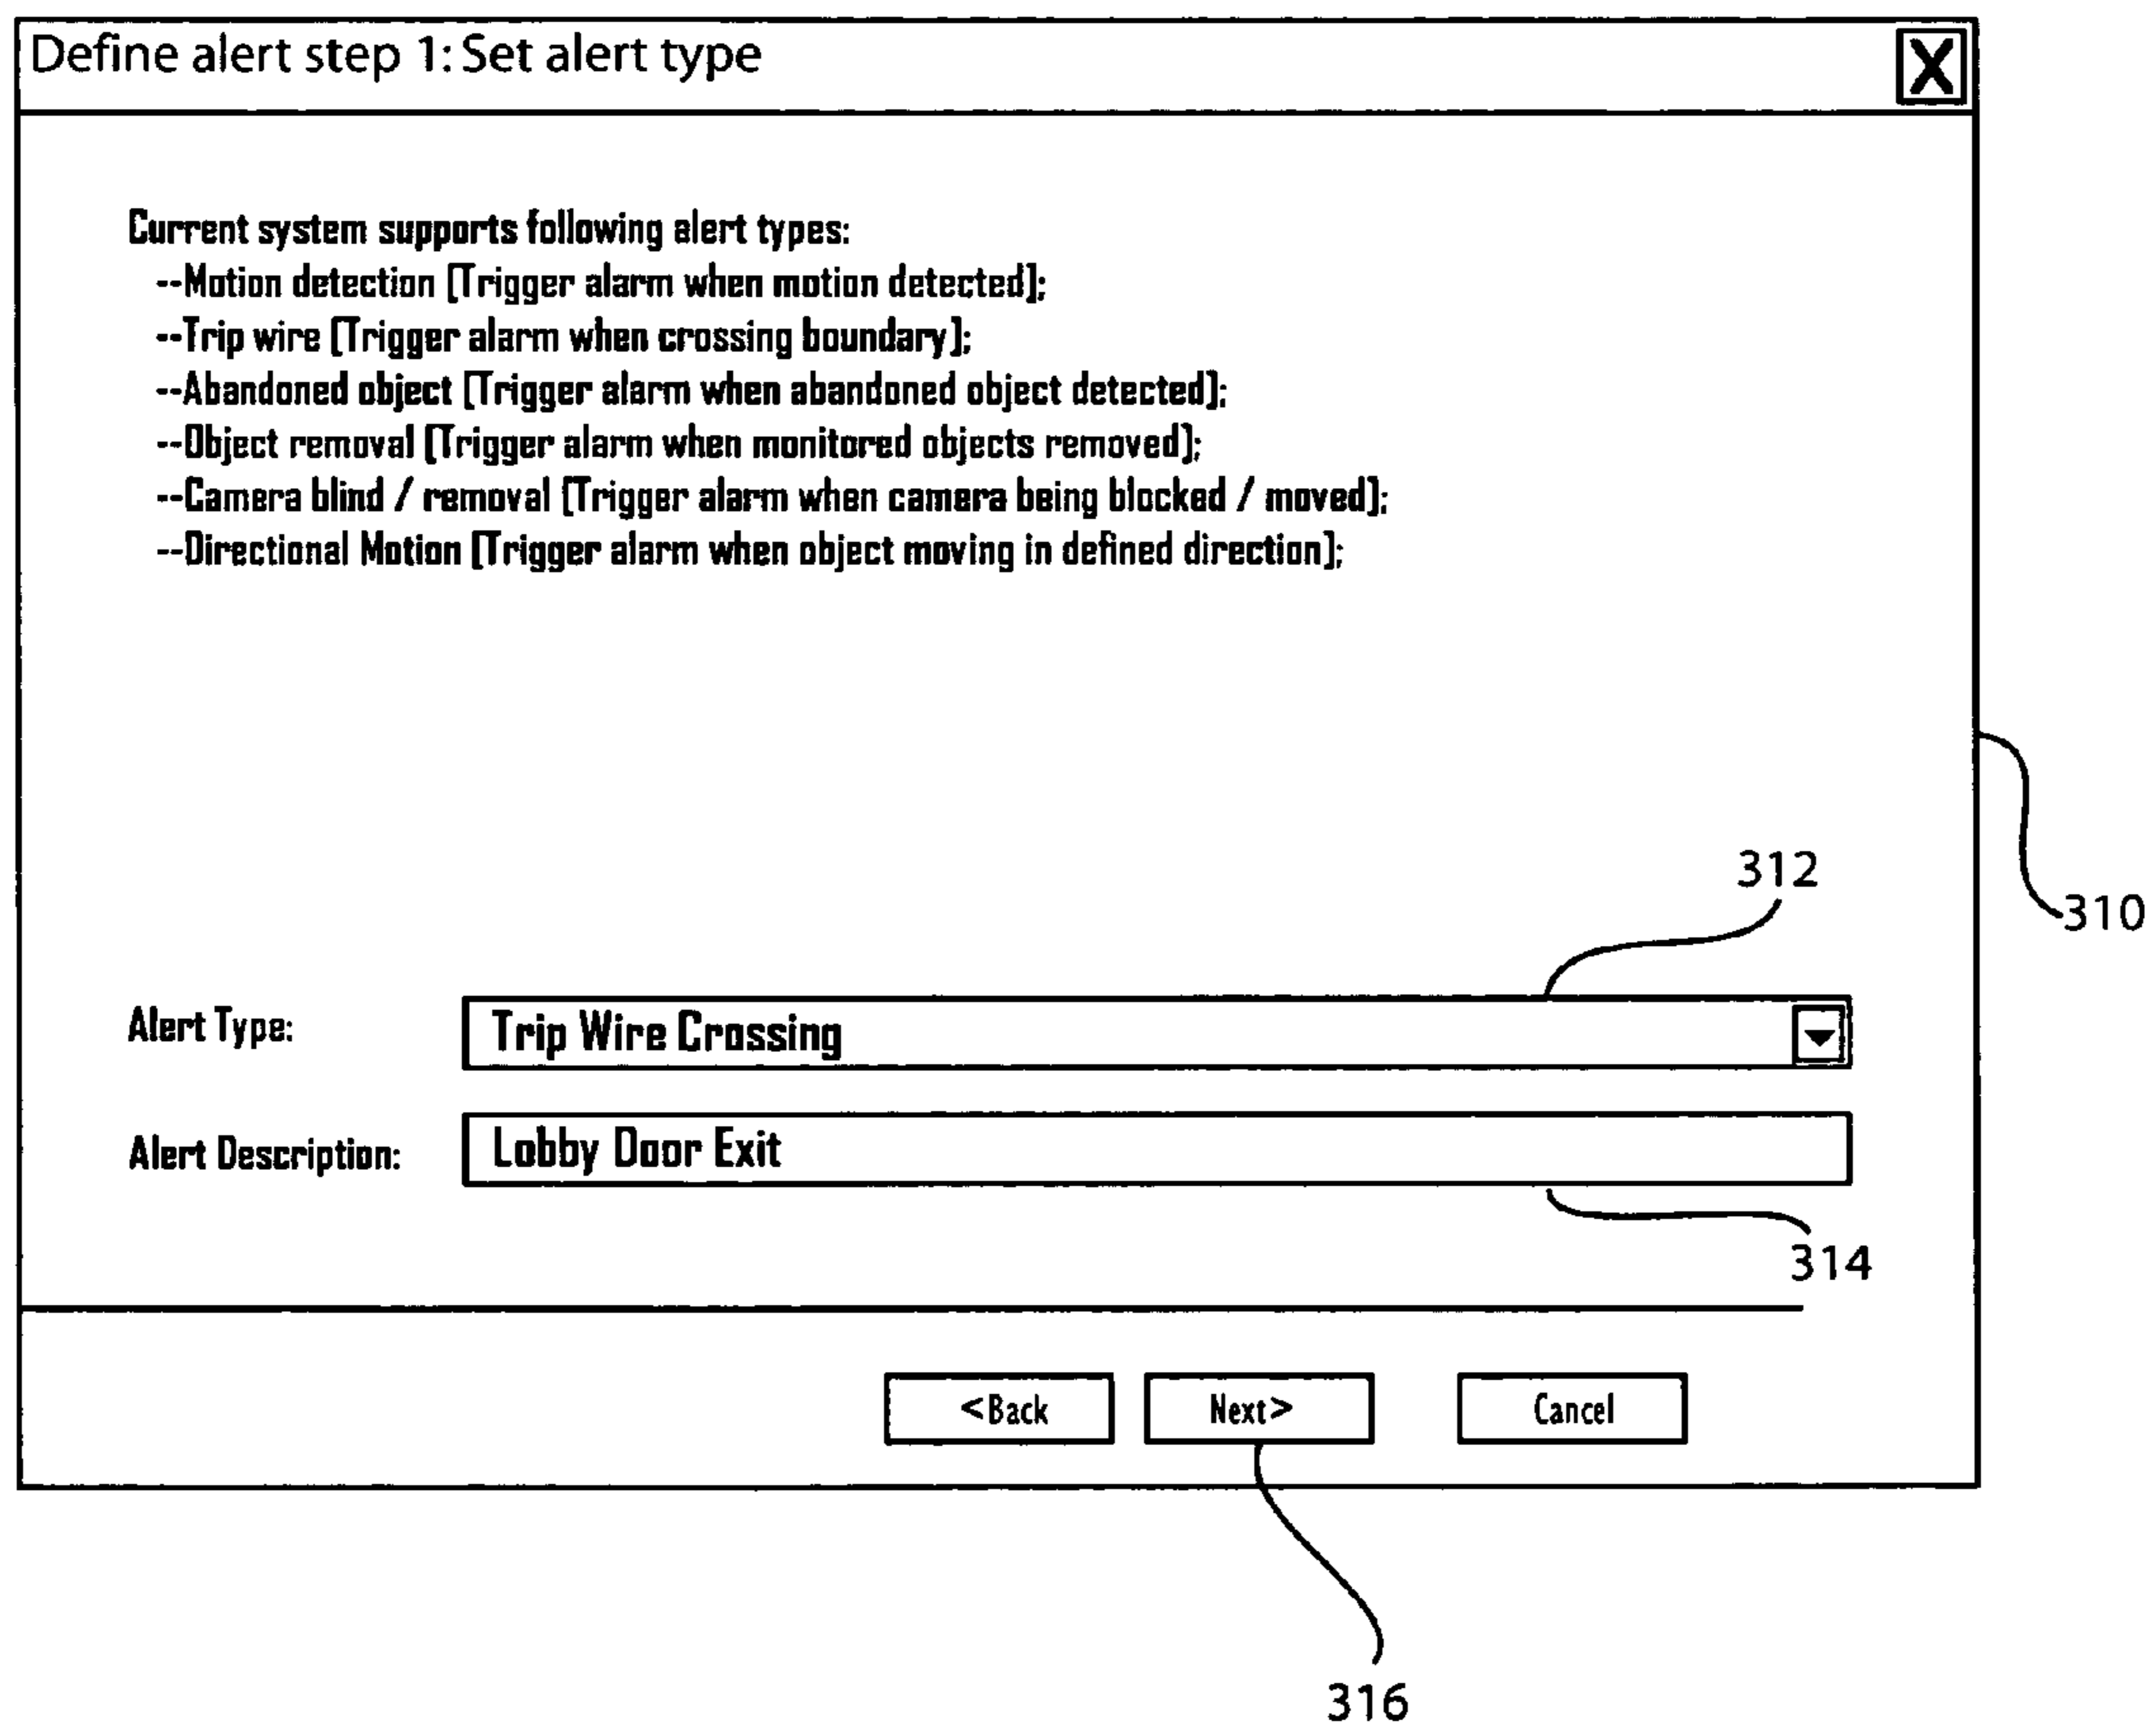 Define alert step 1: Set alert type
X
Current system supports following alert types:
--Motion detection [Trigger alarm when motion detected];
--Trip wire [Trigger alarm when crossing boundary];
--Abandoned object [Trigger alarm when abandoned object detected];
--Object removal [Trigger alarm when monitored objects removed];
--Camera blind / removal [Trigger alarm when camera being blocked / moved];
--Directional Motion [Trigger alarm when object moving in defined direction];
312
310
Alert Type: Trip Wire Crossing
Alert Description: Lobby Door Exit
314
<Back Next> Cancel
316